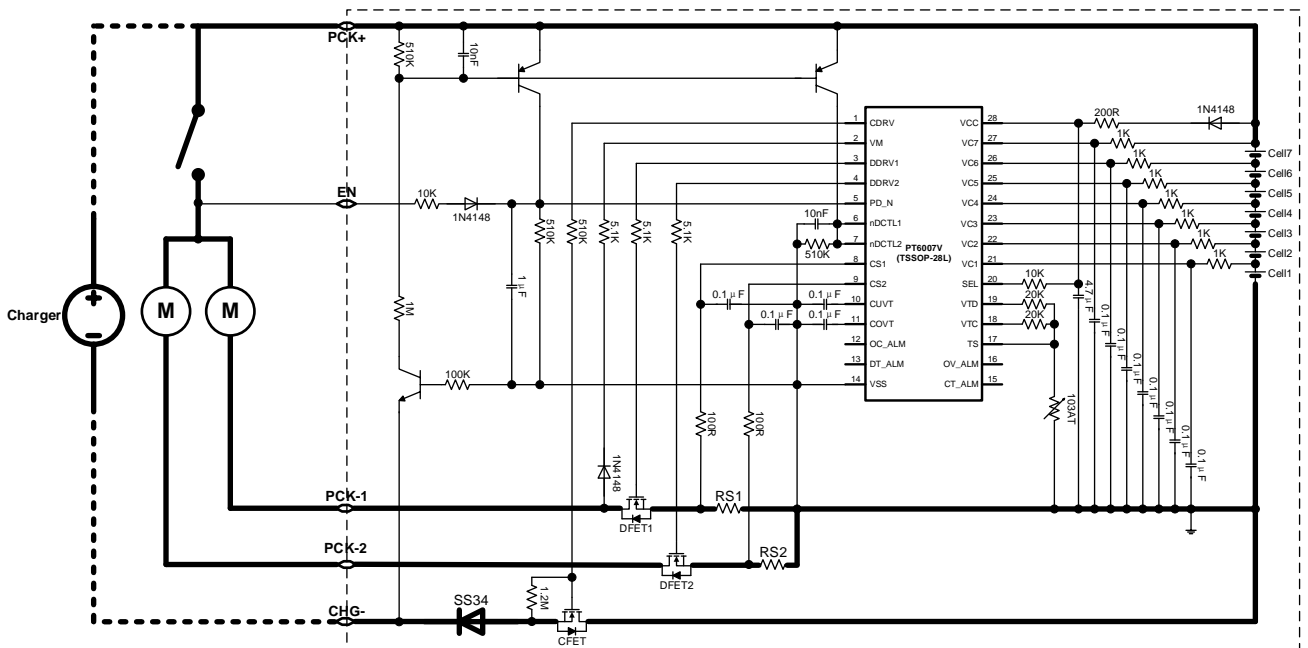 PCK+
510K
10nF
1 CDRV VCC 28
200R
1N4148
2 VM VC7 27
1K
Cell7
3 DDRV1 VC6 26
1K
Cell6
4 DDRV2 VC5 25
1K
Cell5
EN
10K
1N4148
5 PD_N VC4 24
1K
Cell4
10nF
6 nDCTL1 VC3 23
1K
Cell3
510K
7 nDCTL2 VC2 22
1K
Cell2
PT6007V
(TSSOP-28L)
8 CS1 VC1 21
1K
Cell1
510K
510K
5.1K
5.1K
5.1K
9 CS2 SEL 20
10K
1μF
0.1μF
0.1μF
10 CUVT VTD 19
20K
4.7μF
0.1μF
0.1μF
11 COVT VTC 18
20K
12 OC_ALM TS 17
13 DT_ALM OV_ALM 16
14 VSS CT_ALM 15
Charger
M
M
1M
100K
100R
100R
103AT
0.1μF
0.1μF
0.1μF
0.1μF
0.1μF
0.1μF
0.1μF
1N4148
PCK-1
DFET1
RS1
PCK-2
DFET2
RS2
CHG-
SS34
1.2M
CFET